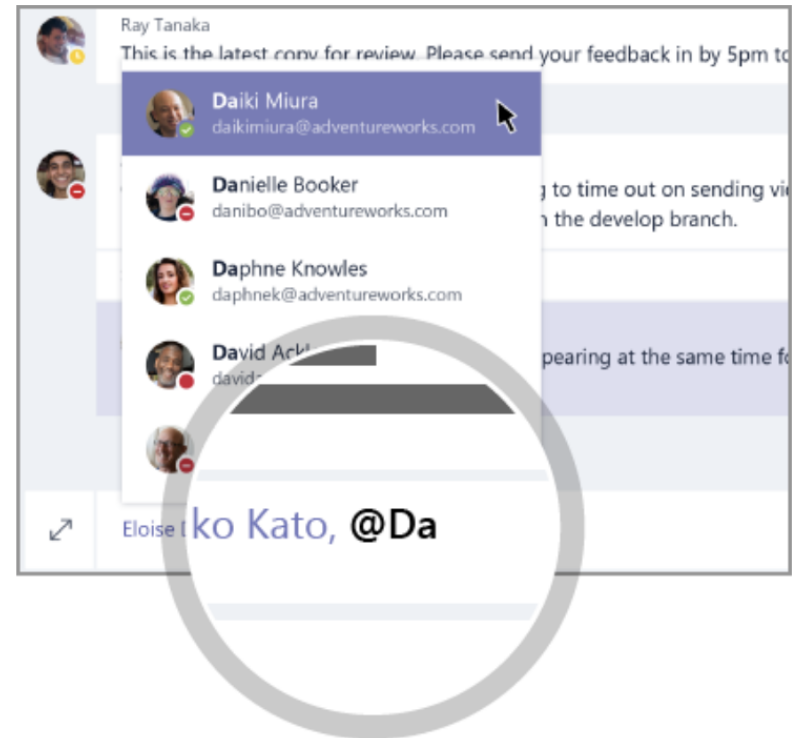 Ray Tanaka
This is the latest copy for review. Please send your feedback in by 5pm to
Daiki Miura
daikimiura@adventureworks.com
Danielle Booker
danibo@adventureworks.com
g to time out on sending
the develop branch.
Daphne Knowles
daphnek@adventureworks.com
David
pearing at the same time
Eloise
ko Kato, @Da